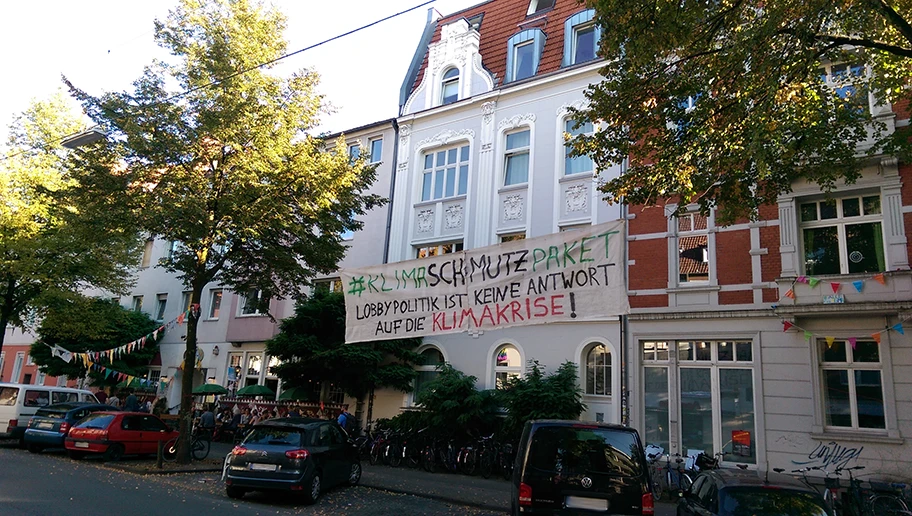 #KLIMASCHMUTZPAKET
LOBBYPOLITIK IST KEINE ANTWORT
AUF DIE KLIMAKRISE!